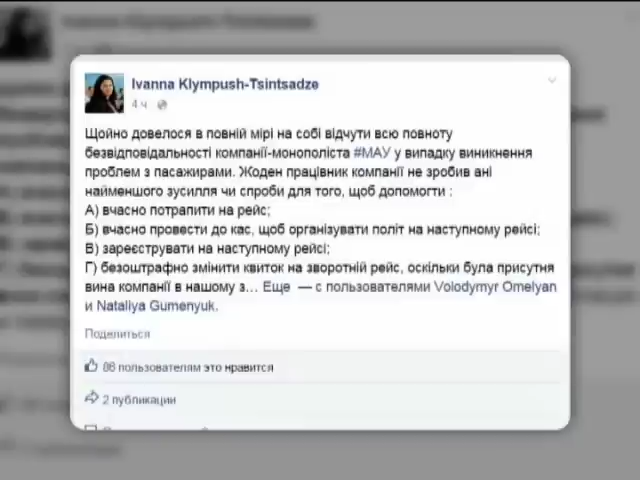 Ivanna Klympush-Tsintsadze
4 ч
Щойно довелося в повній мірі на собі відчути всю повноту
безвідповідальності компанії-монополіста #МАУ у випадку виникнення
проблем з пасажирами. Жоден працівник компанії не зробив ані
найменшого зусилля чи спроби для того, щоб допомогти :
А) вчасно потрапити на рейс;
Б) вчасно провести до кас, щоб організувати політ на наступному рейсі;
В) зареєструвати на наступному рейсі;
Г) безоштрафно змінити квиток на зворотній рейс, оскільки була присутня
вина компанії в нашому з... Еще — с пользователями Volodymyr Omelyan
и Nataliya Gumenyuk.
Поделиться
86 пользователям это нравится
2 публикации